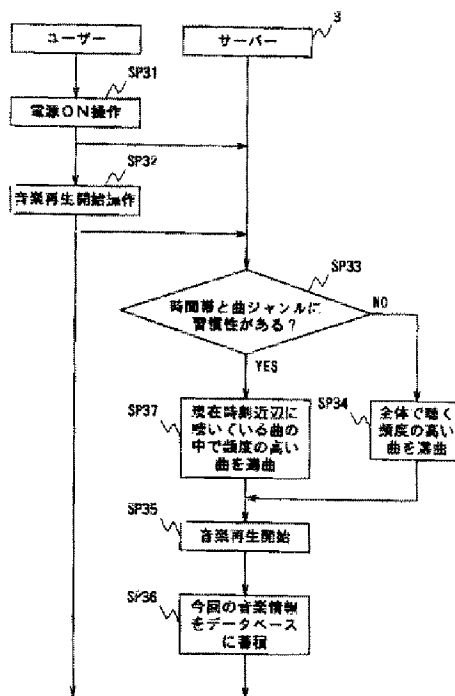 3
ユーザー
サーバー
SP31
電源ON操作
SP32
音楽再生開始操作
SP33
時間帯と曲ジャンルに
習慣性がある?
NO
YES
SP37
現在時刻近辺に
聴いている曲の
中で頻度の高い
曲を選曲
SP34
全体で聴く
頻度の高い
曲を選曲
SP35
音楽再生開始
SP36
今回の音楽情報
をデータベース
に蓄積